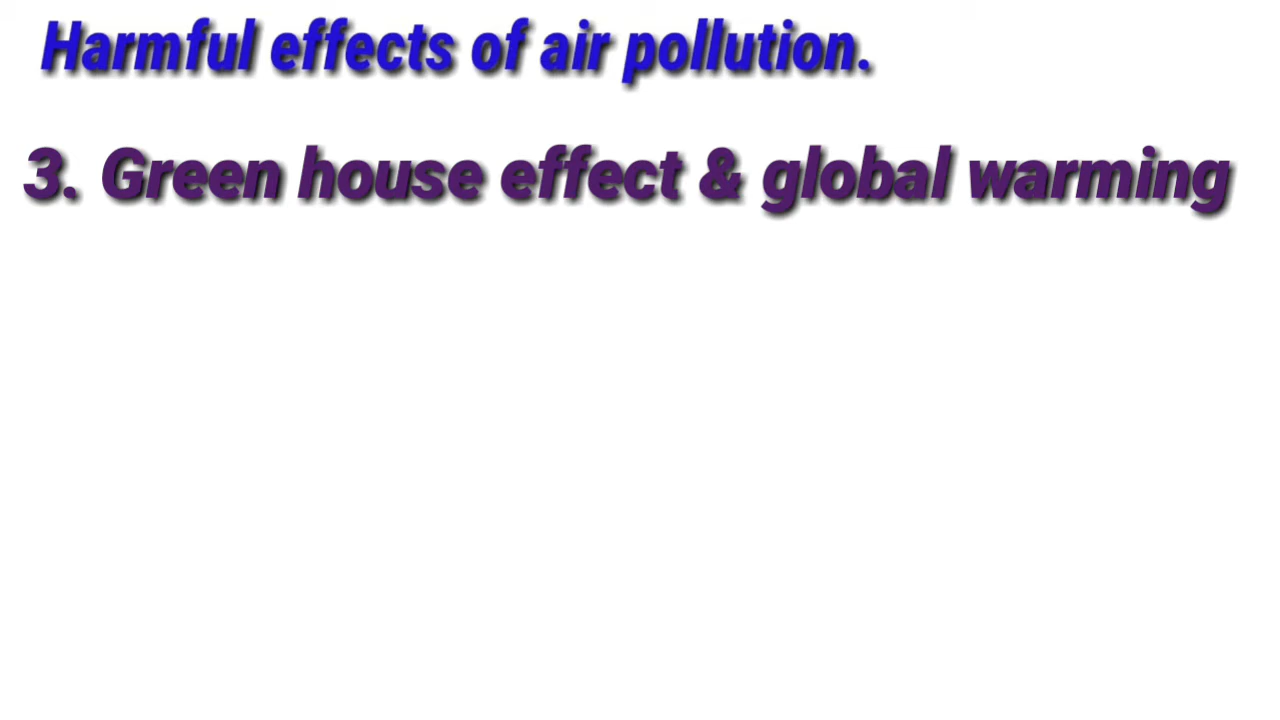 Harmful effects of air pollution.
3. Green house effect & global warming